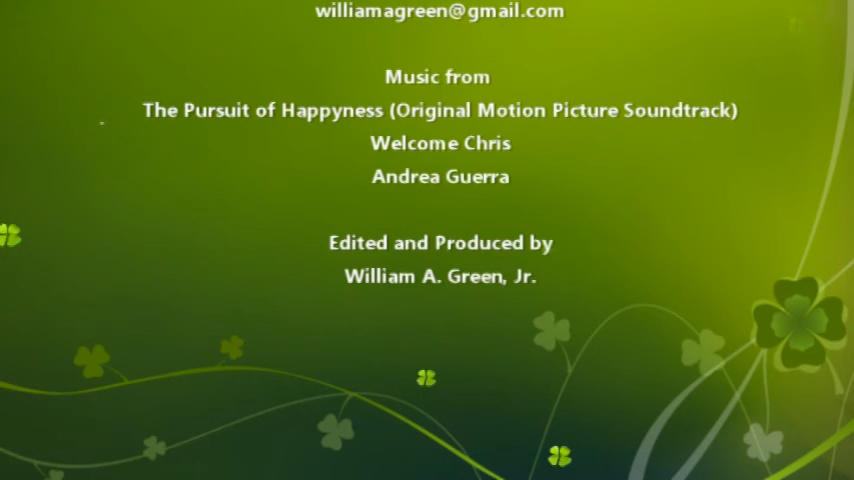 williamagreen@gmail.com
Music from
The Pursuit of Happyness (Original Motion Picture Soundtrack)
Welcome Chris
Andrea Guerra
Edited and Produced by
William A. Green, Jr.